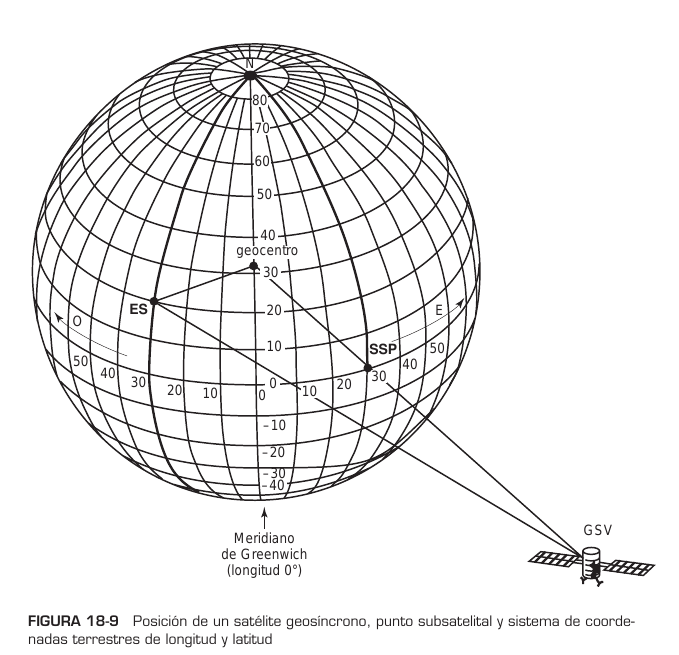 N
80
70
60
50
40
geocentro
30
ES
20
O
E
10
SSP
50
40
30
20
10
0
0
10
20
30
40
50
–10
–20
–30
–40
GSV
Meridiano
de Greenwich
(longitud 0°)
FIGURA 18-9 Posición de un satélite geosíncrono, punto subsatelital y sistema de coorde-
nadas terrestres de longitud y latitud